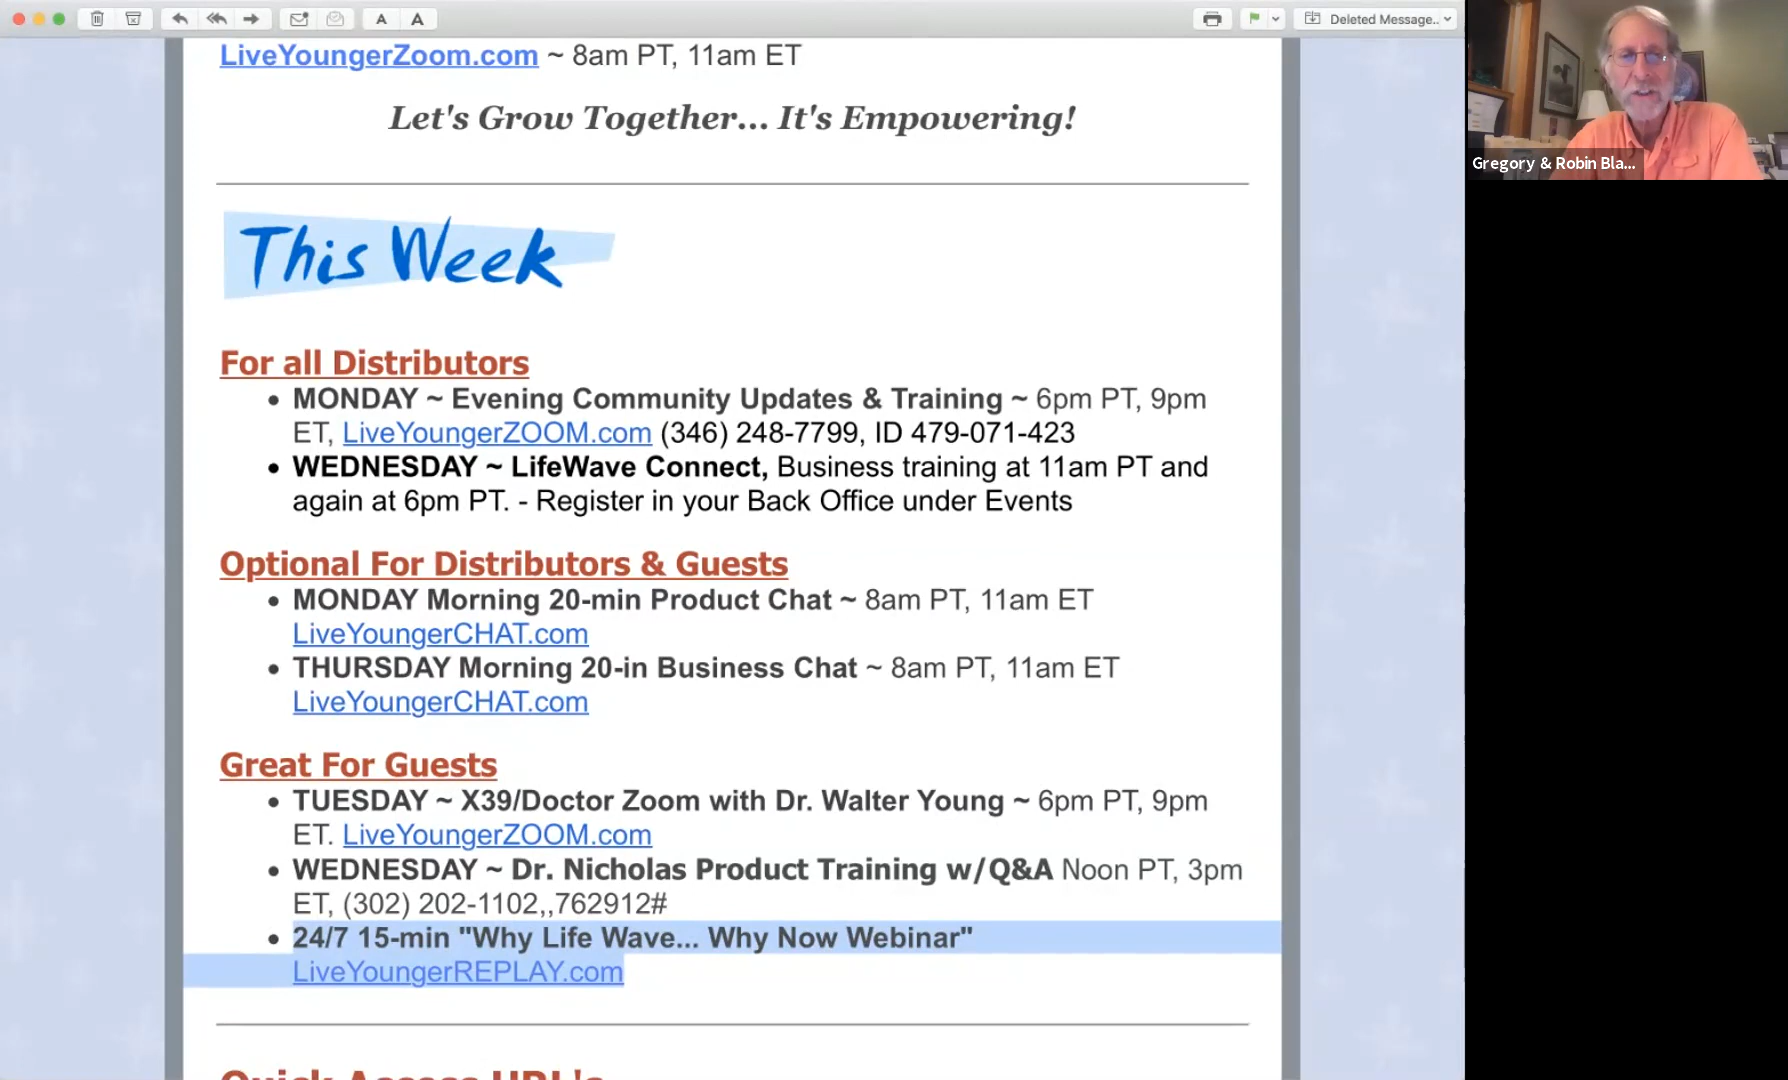 A A
Deleted Message..
LiveYoungerZoom.com ~ 8am PT, 11am ET
Let's Grow Together... It's Empowering!
Gregory & Robin Bla...
This Week
For all Distributors
• MONDAY ~ Evening Community Updates & Training ~ 6pm PT, 9pm
ET, LiveYoungerZOOM.com (346) 248-7799, ID 479-071-423
• WEDNESDAY ~ LifeWave Connect, Business training at 11am PT and
again at 6pm PT. - Register in your Back Office under Events
Optional For Distributors & Guests
• MONDAY Morning 20-min Product Chat ~ 8am PT, 11am ET
LiveYoungerCHAT.com
• THURSDAY Morning 20-in Business Chat ~ 8am PT, 11am ET
LiveYoungerCHAT.com
Great For Guests
• TUESDAY ~ X39/Doctor Zoom with Dr. Walter Young ~ 6pm PT, 9pm
ET. LiveYoungerZOOM.com
• WEDNESDAY ~ Dr. Nicholas Product Training w/Q&A Noon PT, 3pm
ET, (302) 202-1102,,762912#
• 24/7 15-min "Why Life Wave... Why Now Webinar"
LiveYoungerREPLAY.com
Quick Access URL's